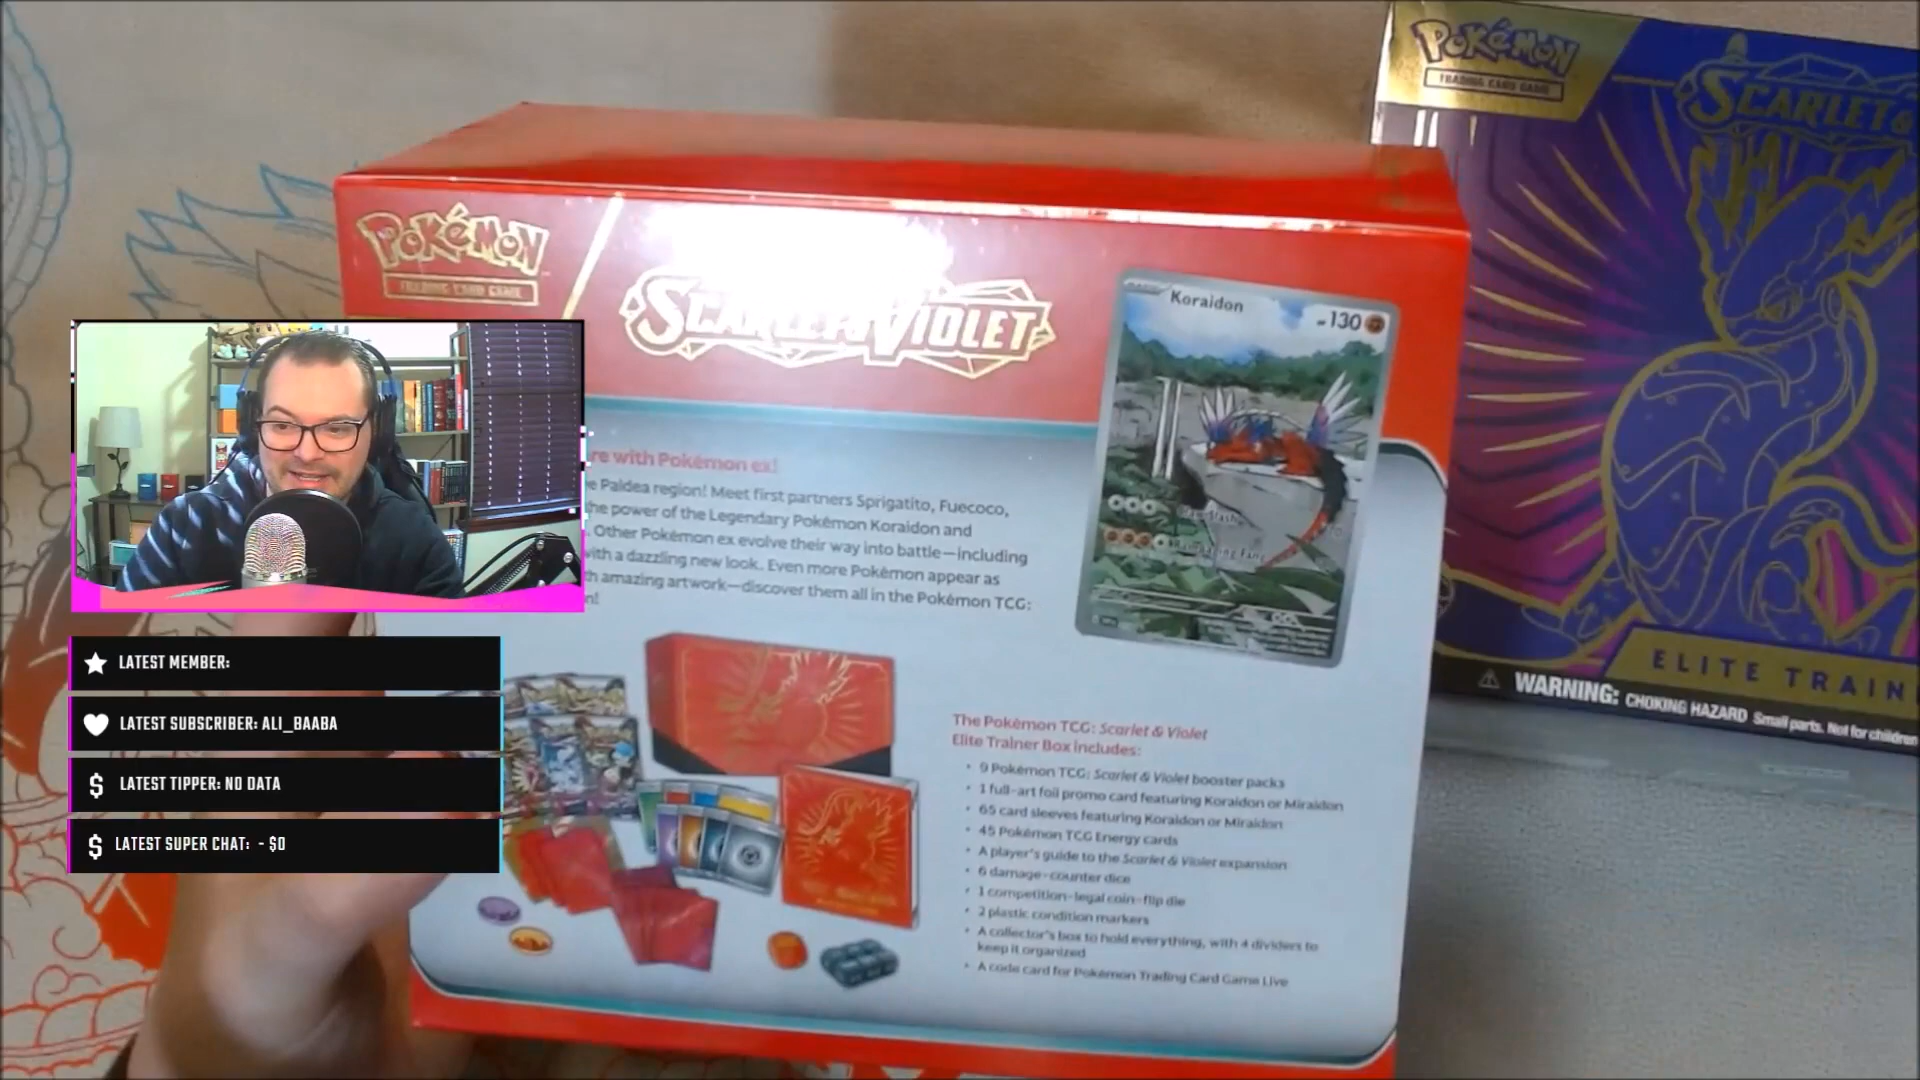 POKÉMON
TRADING CARD GAME
SCARLET & VIOLET
Koraidon
130
re with Pokémon ex!
e Paldea region! Meet first partners Sprigatito, Fuecoco,
he power of the Legendary Pokémon Koraidon and
. Other Pokémon ex evolve their way into battle—including
with a dazzling new look. Even more Pokémon appear as
h amazing artwork—discover them all in the Pokémon TCG:
n!
Rampaging Fang
The Pokémon TCG: Scarlet & Violet
Elite Trainer Box includes:
• 9 Pokémon TCG: Scarlet & Violet booster packs
• 1 full-art foil promo card featuring Koraidon or Miraidon
• 65 card sleeves featuring Koraidon or Miraidon
• 45 Pokémon TCG Energy cards
• A player's guide to the Scarlet & Violet expansion
• 6 damage-counter dice
• 1 competition-legal coin-flip die
• 2 plastic condition markers
• A collector's box to hold everything, with 4 dividers to
keep it organized
• A code card for Pokémon Trading Card Game Live
POKÉMON
TRADING CARD GAME
SCARLET &
ELITE TRAIN
WARNING: CHOKING HAZARD Small parts. Not for children
LATEST MEMBER:
LATEST SUBSCRIBER: ALI_BAABA
LATEST TIPPER: NO DATA
LATEST SUPER CHAT: - $0